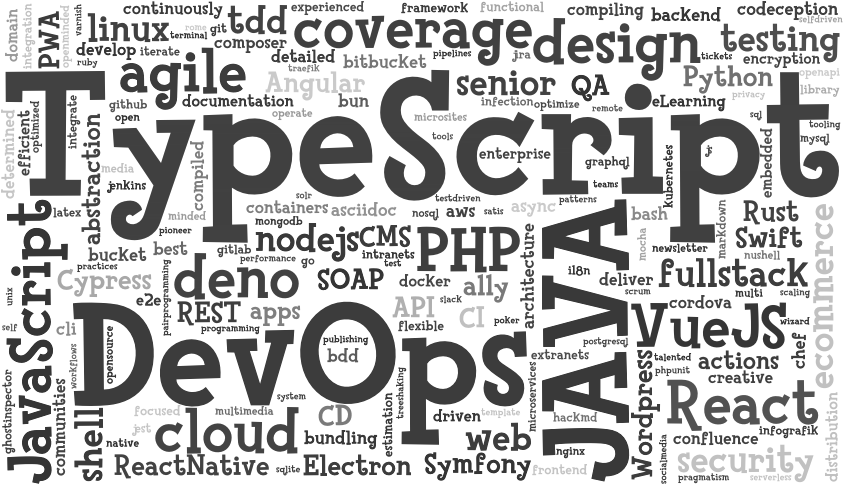 continuously
experienced
framework
functional
compiling
backend
codeception
selfdriven
domain
integration
openminded
PWA
varnish
linux
rome
git
terminal
tdd
coverage
design
testing
develop
iterate
composer
detailed
bitbucket
pipelines
jira
tickets
encryption
ruby
agile
traefik
Angular
senior
QA
Python
openapi
privacy
library
TypeScript
github
open
documentation
bun
operate
microsites
infection
optimize
remote
eLearning
sql
tooling
mysql
determined
efficient
optimized
integrate
abstraction
media
jenkins
compiled
tools
enterprise
graphql
teams
kubernetes
git
embedded
latex
minded
pioneer
solr
containers
mongodb
asciidoc
testdriven
nosql
aws
satis
async
patterns
bash
mocha
markdown
Rust
Swift
nushell
newsletter
JavaScript
bucket
best
practices
gitlab
performance
go
nodejs
CMS
intranets
test
PHP
architecture
JAVA
i18n
deliver
scrum
fullstack
multi
scaling
ecommerce
unix
Cypress
e2e
pairprogramming
deno
SOAP
docker
a11y
slack
REST
apps
programming
API
flexible
CI
poker
cordova
VueJS
wizard
postgresql
self
cli
workflows
opensource
DevOps
publishing
bdd
extranets
microservices
talented
phpunit
actions
creative
chef
ghostinspector
communities
shell
system
treeshaking
estimation
Wordpress
React
focused
jest
native
multimedia
cloud
CD
bundling
driven
template
web
hackmd
nginx
frontend
socialmedia
confluence
infografik
distribution
ReactNative
sqlite
Electron
Symfony
security
pragmatism
serverless